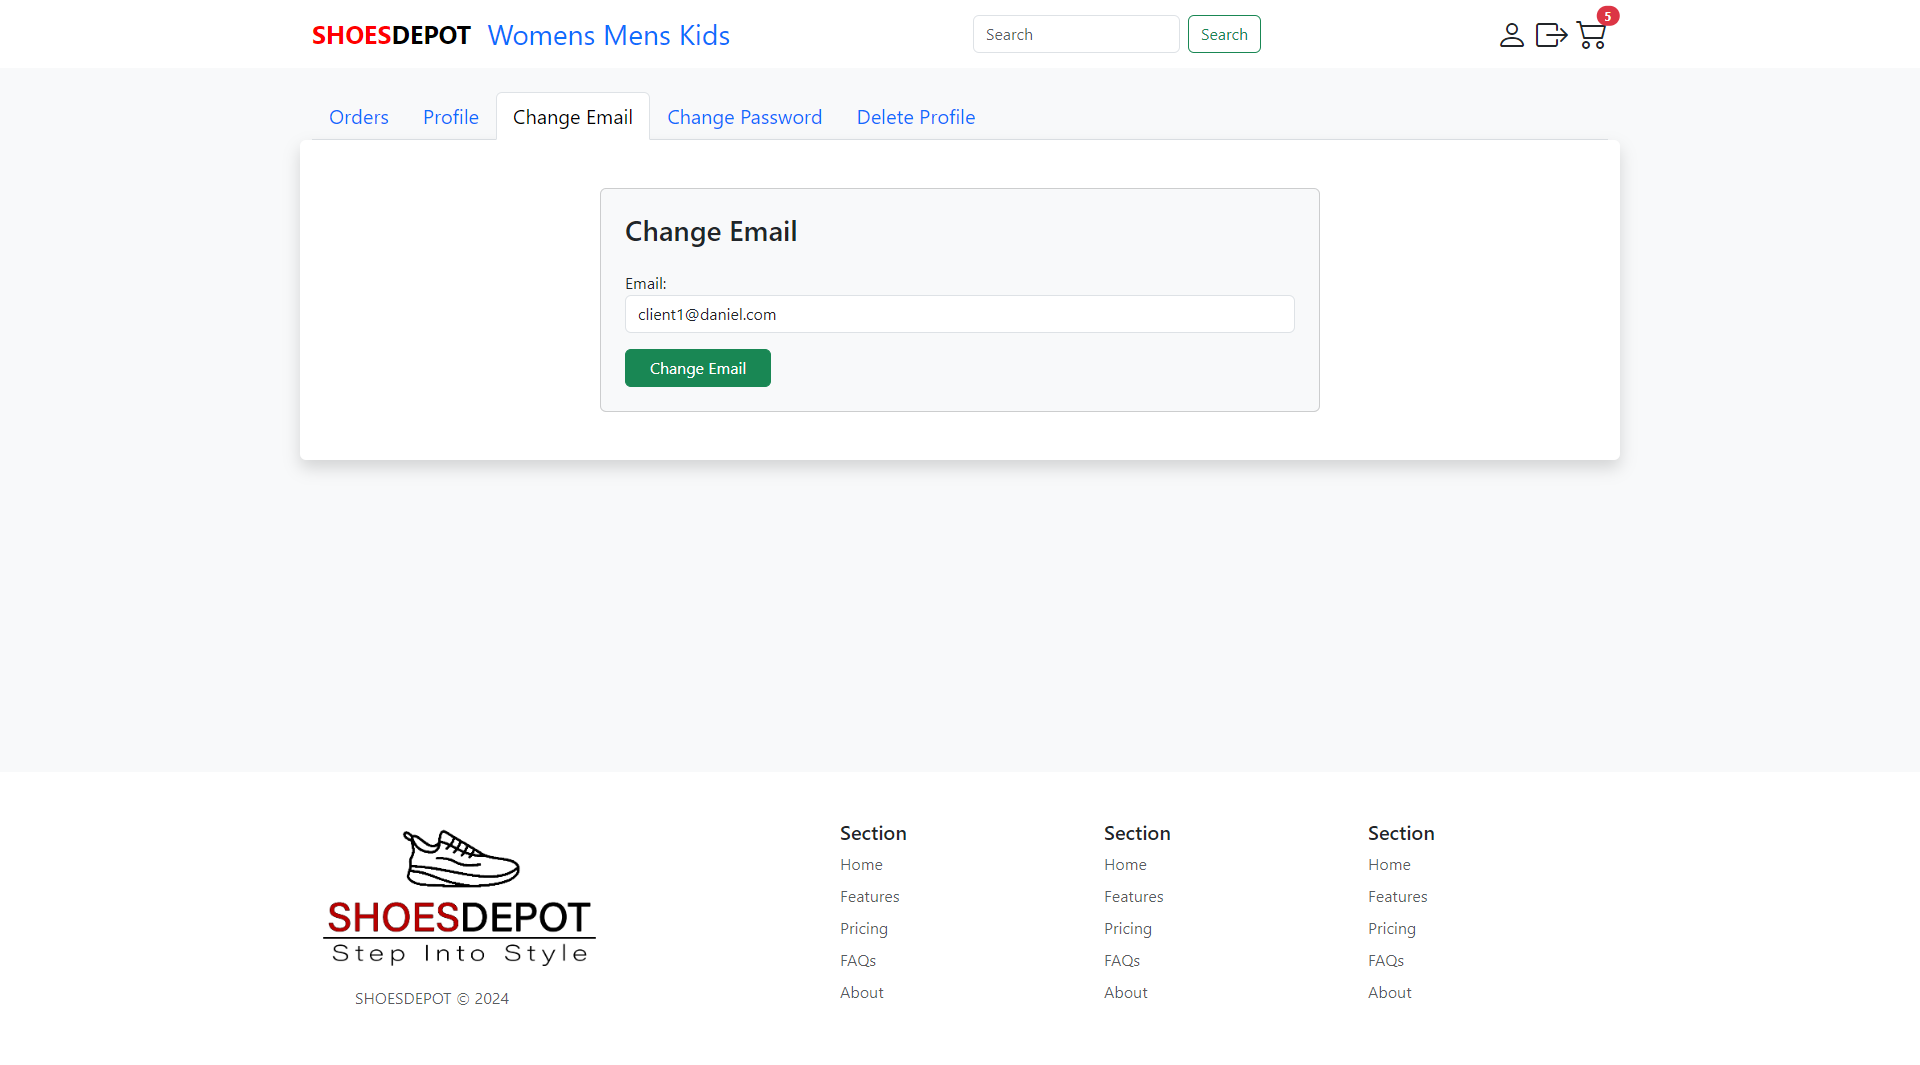 SHOESDEPOT Womens Mens Kids Search Search 5
Orders Profile Change Email Change Password Delete Profile
Change Email
Email:
client1@daniel.com
Change Email
SHOESDEPOT
Step Into Style
SHOESDEPOT © 2024
Section
Home
Features
Pricing
FAQs
About
Section
Home
Features
Pricing
FAQs
About
Section
Home
Features
Pricing
FAQs
About